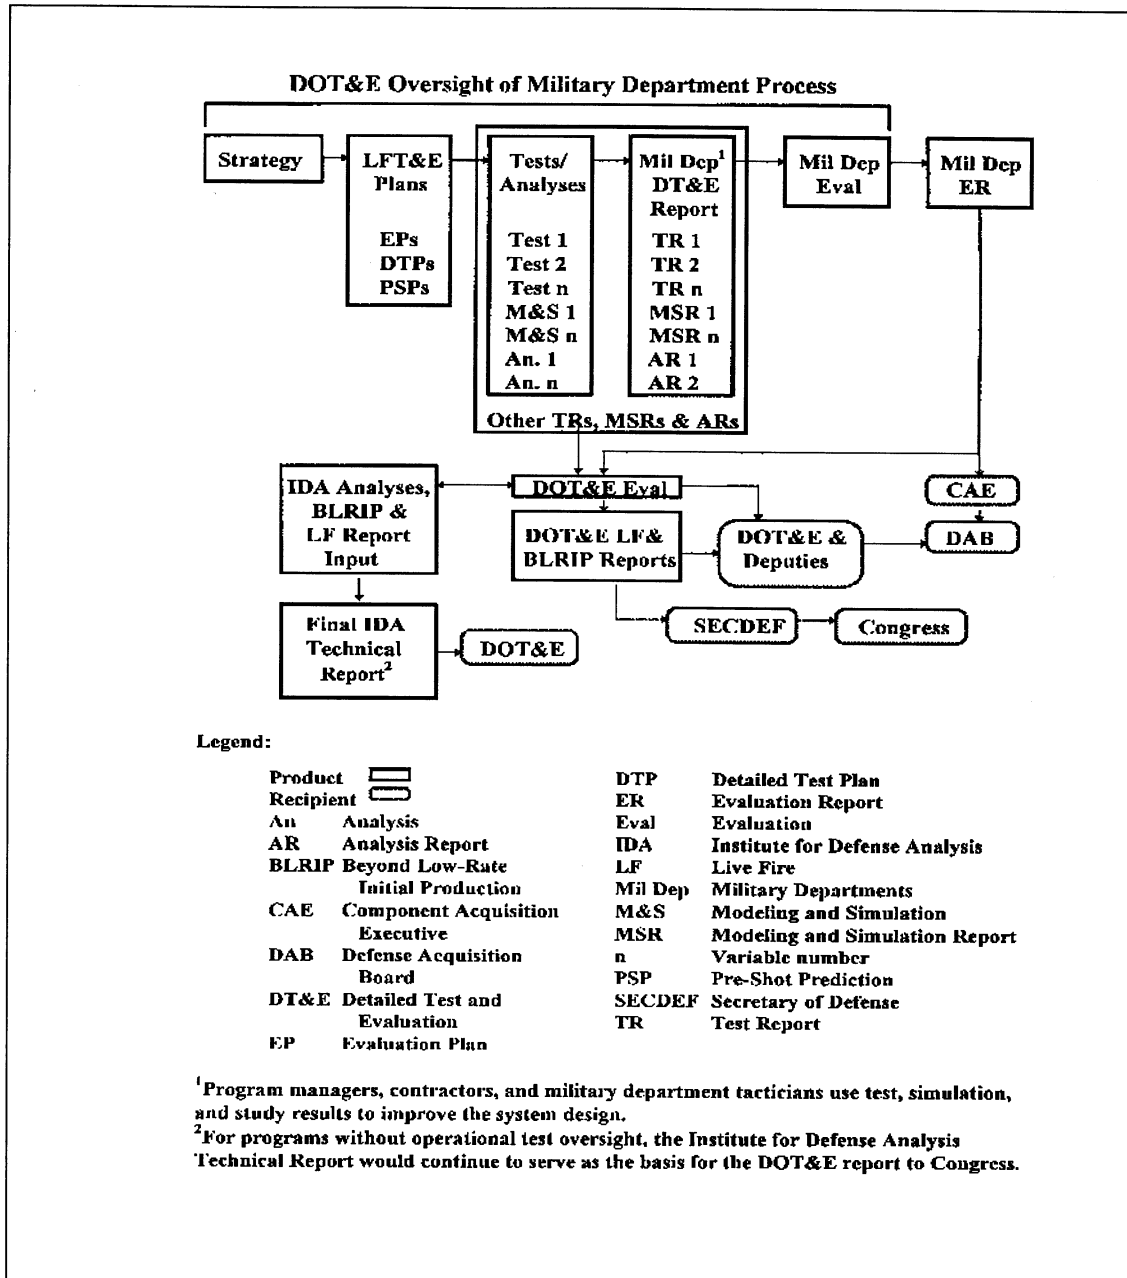 DOT&E Oversight of Military Department Process
Strategy
LFT&E
Plans
EPs
DTPs
PSPs
Tests/
Analyses
Test 1
Test 2
Test n
M&S 1
M&S n
An. 1
An. n
Mil Dep¹
DT&E
Report
TR 1
TR 2
TR n
MSR 1
MSR n
AR 1
AR 2
Other TRs, MSRs & ARs
Mil Dep
Eval
Mil Dep
ER
IDA Analyses,
BLRIP &
LF Report
Input
DOT&E Eval
DOT&E LF&
BLRIP Reports
DOT&E &
Deputies
CAE
DAB
Final IDA
Technical
Report²
DOT&E
SECDEF
Congress
Legend:
Product
Recipient
An Analysis
AR Analysis Report
BLRIP Beyond Low-Rate
Initial Production
CAE Component Acquisition
Executive
DAB Defense Acquisition
Board
DT&E Detailed Test and
Evaluation
EP Evaluation Plan
DTP Detailed Test Plan
ER Evaluation Report
Eval Evaluation
IDA Institute for Defense Analysis
LF Live Fire
Mil Dep Military Departments
M&S Modeling and Simulation
MSR Modeling and Simulation Report
n Variable number
PSP Pre-Shot Prediction
SECDEF Secretary of Defense
TR Test Report
¹Program managers, contractors, and military department tacticians use test, simulation,
and study results to improve the system design.
²For programs without operational test oversight, the Institute for Defense Analysis
Technical Report would continue to serve as the basis for the DOT&E report to Congress.